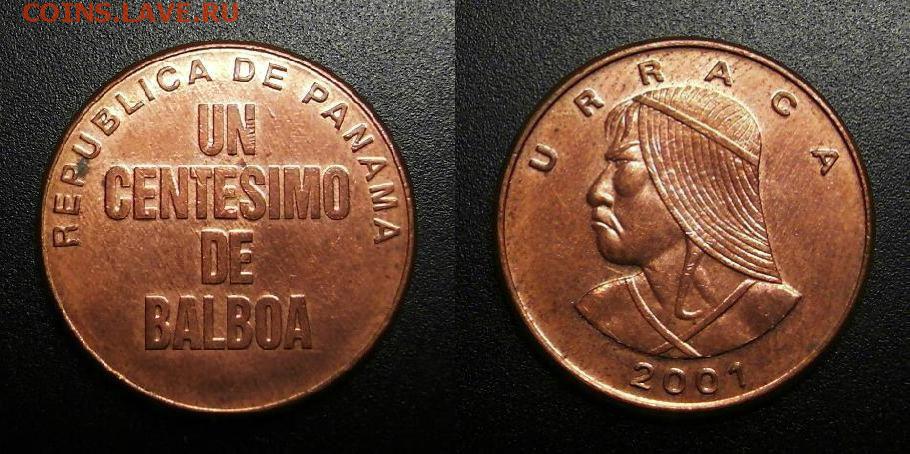 COINS.LAVE.RU
REPUBLICA DE PANAMA
UN
CENTESIMO
DE
BALBOA
URRACA
2001